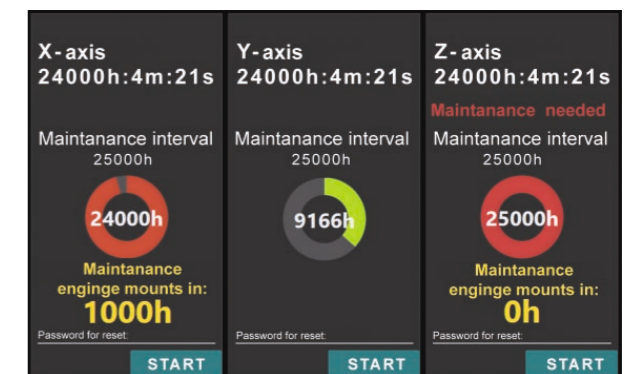 X-axis
24000h:4m:21s
Maintanance interval
25000h
24000h
Maintanance
enginge mounts in:
1000h
Password for reset:
START
Y-axis
24000h:4m:21s
Maintanance interval
25000h
9166h
Password for reset:
START
Z-axis
24000h:4m:21s
Maintanance needed
Maintanance interval
25000h
25000h
Maintanance
enginge mounts in:
0h
Password for reset:
START